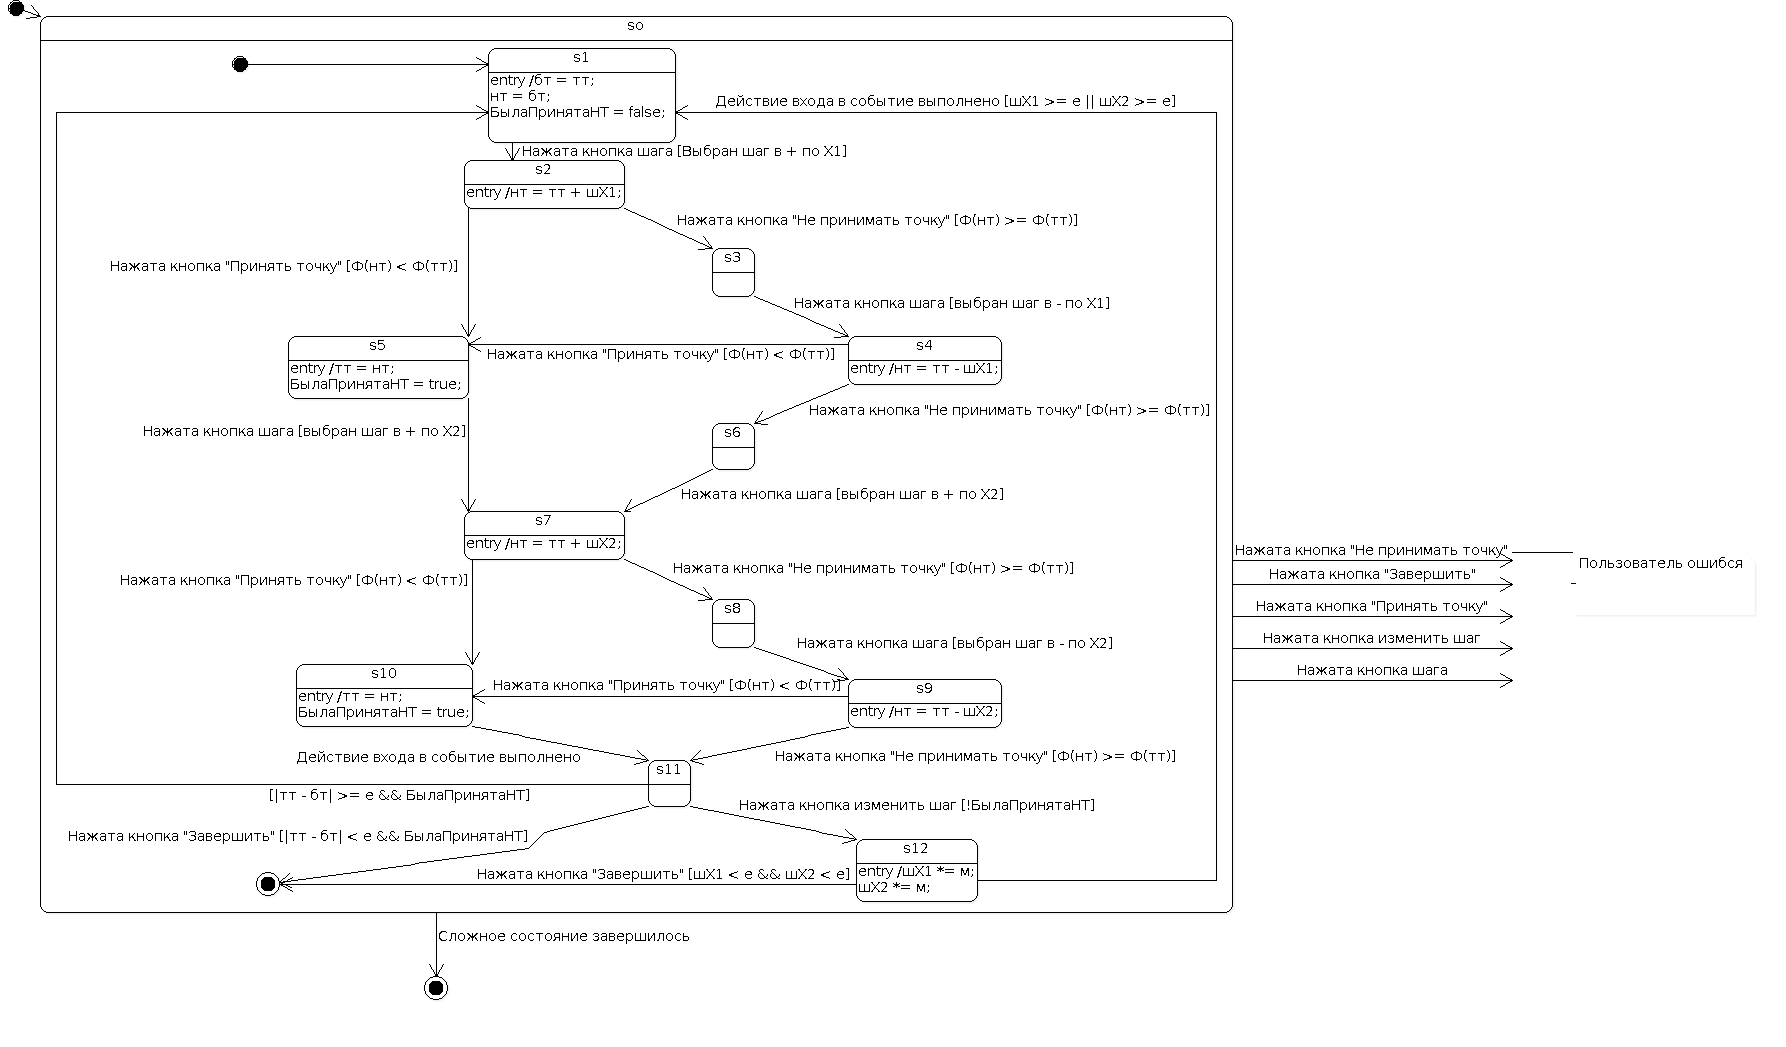 so
s1
entry /бт = тт;
нт = бт;
БылаПринятаНТ = false;
Действие входа в событие выполнено [шX1 >= e || шX2 >= e]
Нажата кнопка шага [Выбран шаг в + по X1]
s2
entry /нт = тт + шX1;
Нажата кнопка "Не принимать точку" [Ф(нт) >= Ф(тт)]
s3
Нажата кнопка "Принять точку" [Ф(нт) < Ф(тт)]
Нажата кнопка шага [выбран шаг в - по X1]
s5
entry /тт = нт;
БылаПринятаНТ = true;
Нажата кнопка "Принять точку" [Ф(нт) < Ф(тт)]
s4
entry /нт = тт - шX1;
Нажата кнопка "Не принимать точку" [Ф(нт) >= Ф(тт)]
Нажата кнопка шага [выбран шаг в + по X2]
s6
Нажата кнопка шага [выбран шаг в + по X2]
s7
entry /нт = тт + шX2;
Нажата кнопка "Не принимать точку" [Ф(нт) >= Ф(тт)]
Нажата кнопка "Принять точку" [Ф(нт) < Ф(тт)]
s8
Нажата кнопка шага [выбран шаг в - по X2]
s10
entry /тт = нт;
БылаПринятаНТ = true;
Нажата кнопка "Принять точку" [Ф(нт) < Ф(тт)]
s9
entry /нт = тт - шX2;
Действие входа в событие выполнено
Нажата кнопка "Не принимать точку" [Ф(нт) >= Ф(тт)]
s11
[|тт - бт| >= e && БылаПринятаНТ]
Нажата кнопка изменить шаг [!БылаПринятаНТ]
Нажата кнопка "Завершить" [|тт - бт| < e && БылаПринятаНТ]
s12
entry /шX1 *= м;
шX2 *= м;
Нажата кнопка "Завершить" [шX1 < e && шX2 < e]
Сложное состояние завершилось
Нажата кнопка "Не принимать точку"
Нажата кнопка "Завершить"
Нажата кнопка "Принять точку"
Нажата кнопка изменить шаг
Нажата кнопка шага
Пользователь ошибся